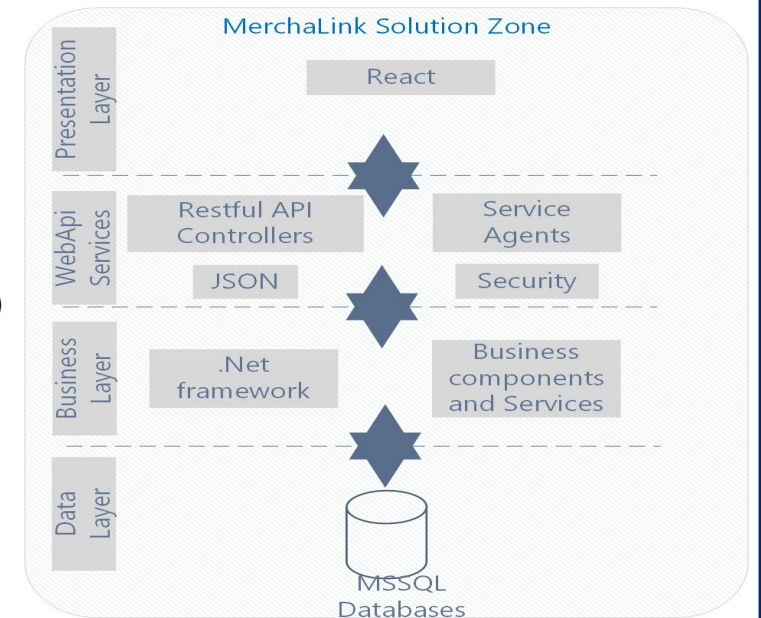 MerchaLink Solution Zone
Presentation
Layer
React
WebApi
Services
Restful API
Controllers
Service
Agents
JSON
Security
Business
Layer
.Net
framework
Business
components
and Services
Data
Layer
MSSQL
Databases
)